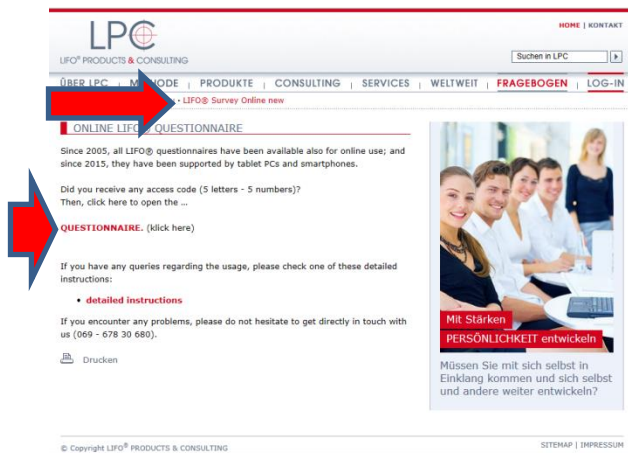 HOME | KONTAKT
LPC
LIFO® PRODUCTS & CONSULTING
Suchen in LPC
ÜBER LPC | M HODE | PRODUKTE | CONSULTING | SERVICES | WELTWEIT | FRAGEBOGEN | LOG-IN
• LIFO® Survey Online new
ONLINE LIFO® QUESTIONNAIRE
Since 2005, all LIFO® questionnaires have been available also for online use; and
since 2015, they have been supported by tablet PCs and smartphones.
Did you receive any access code (5 letters - 5 numbers)?
Then, click here to open the ...
QUESTIONNAIRE. (klick here)
If you have any queries regarding the usage, please check one of these detailed
instructions:
• detailed instructions
If you encounter any problems, please do not hesitate to get directly in touch with
us (069 - 678 30 680).
Drucken
Mit Stärken
PERSÖNLICHKEIT entwickeln
Müssen Sie mit sich selbst in
Einklang kommen und sich selbst
und andere weiter entwickeln?
© Copyright LIFO® PRODUCTS & CONSULTING
SITEMAP | IMPRESSUM